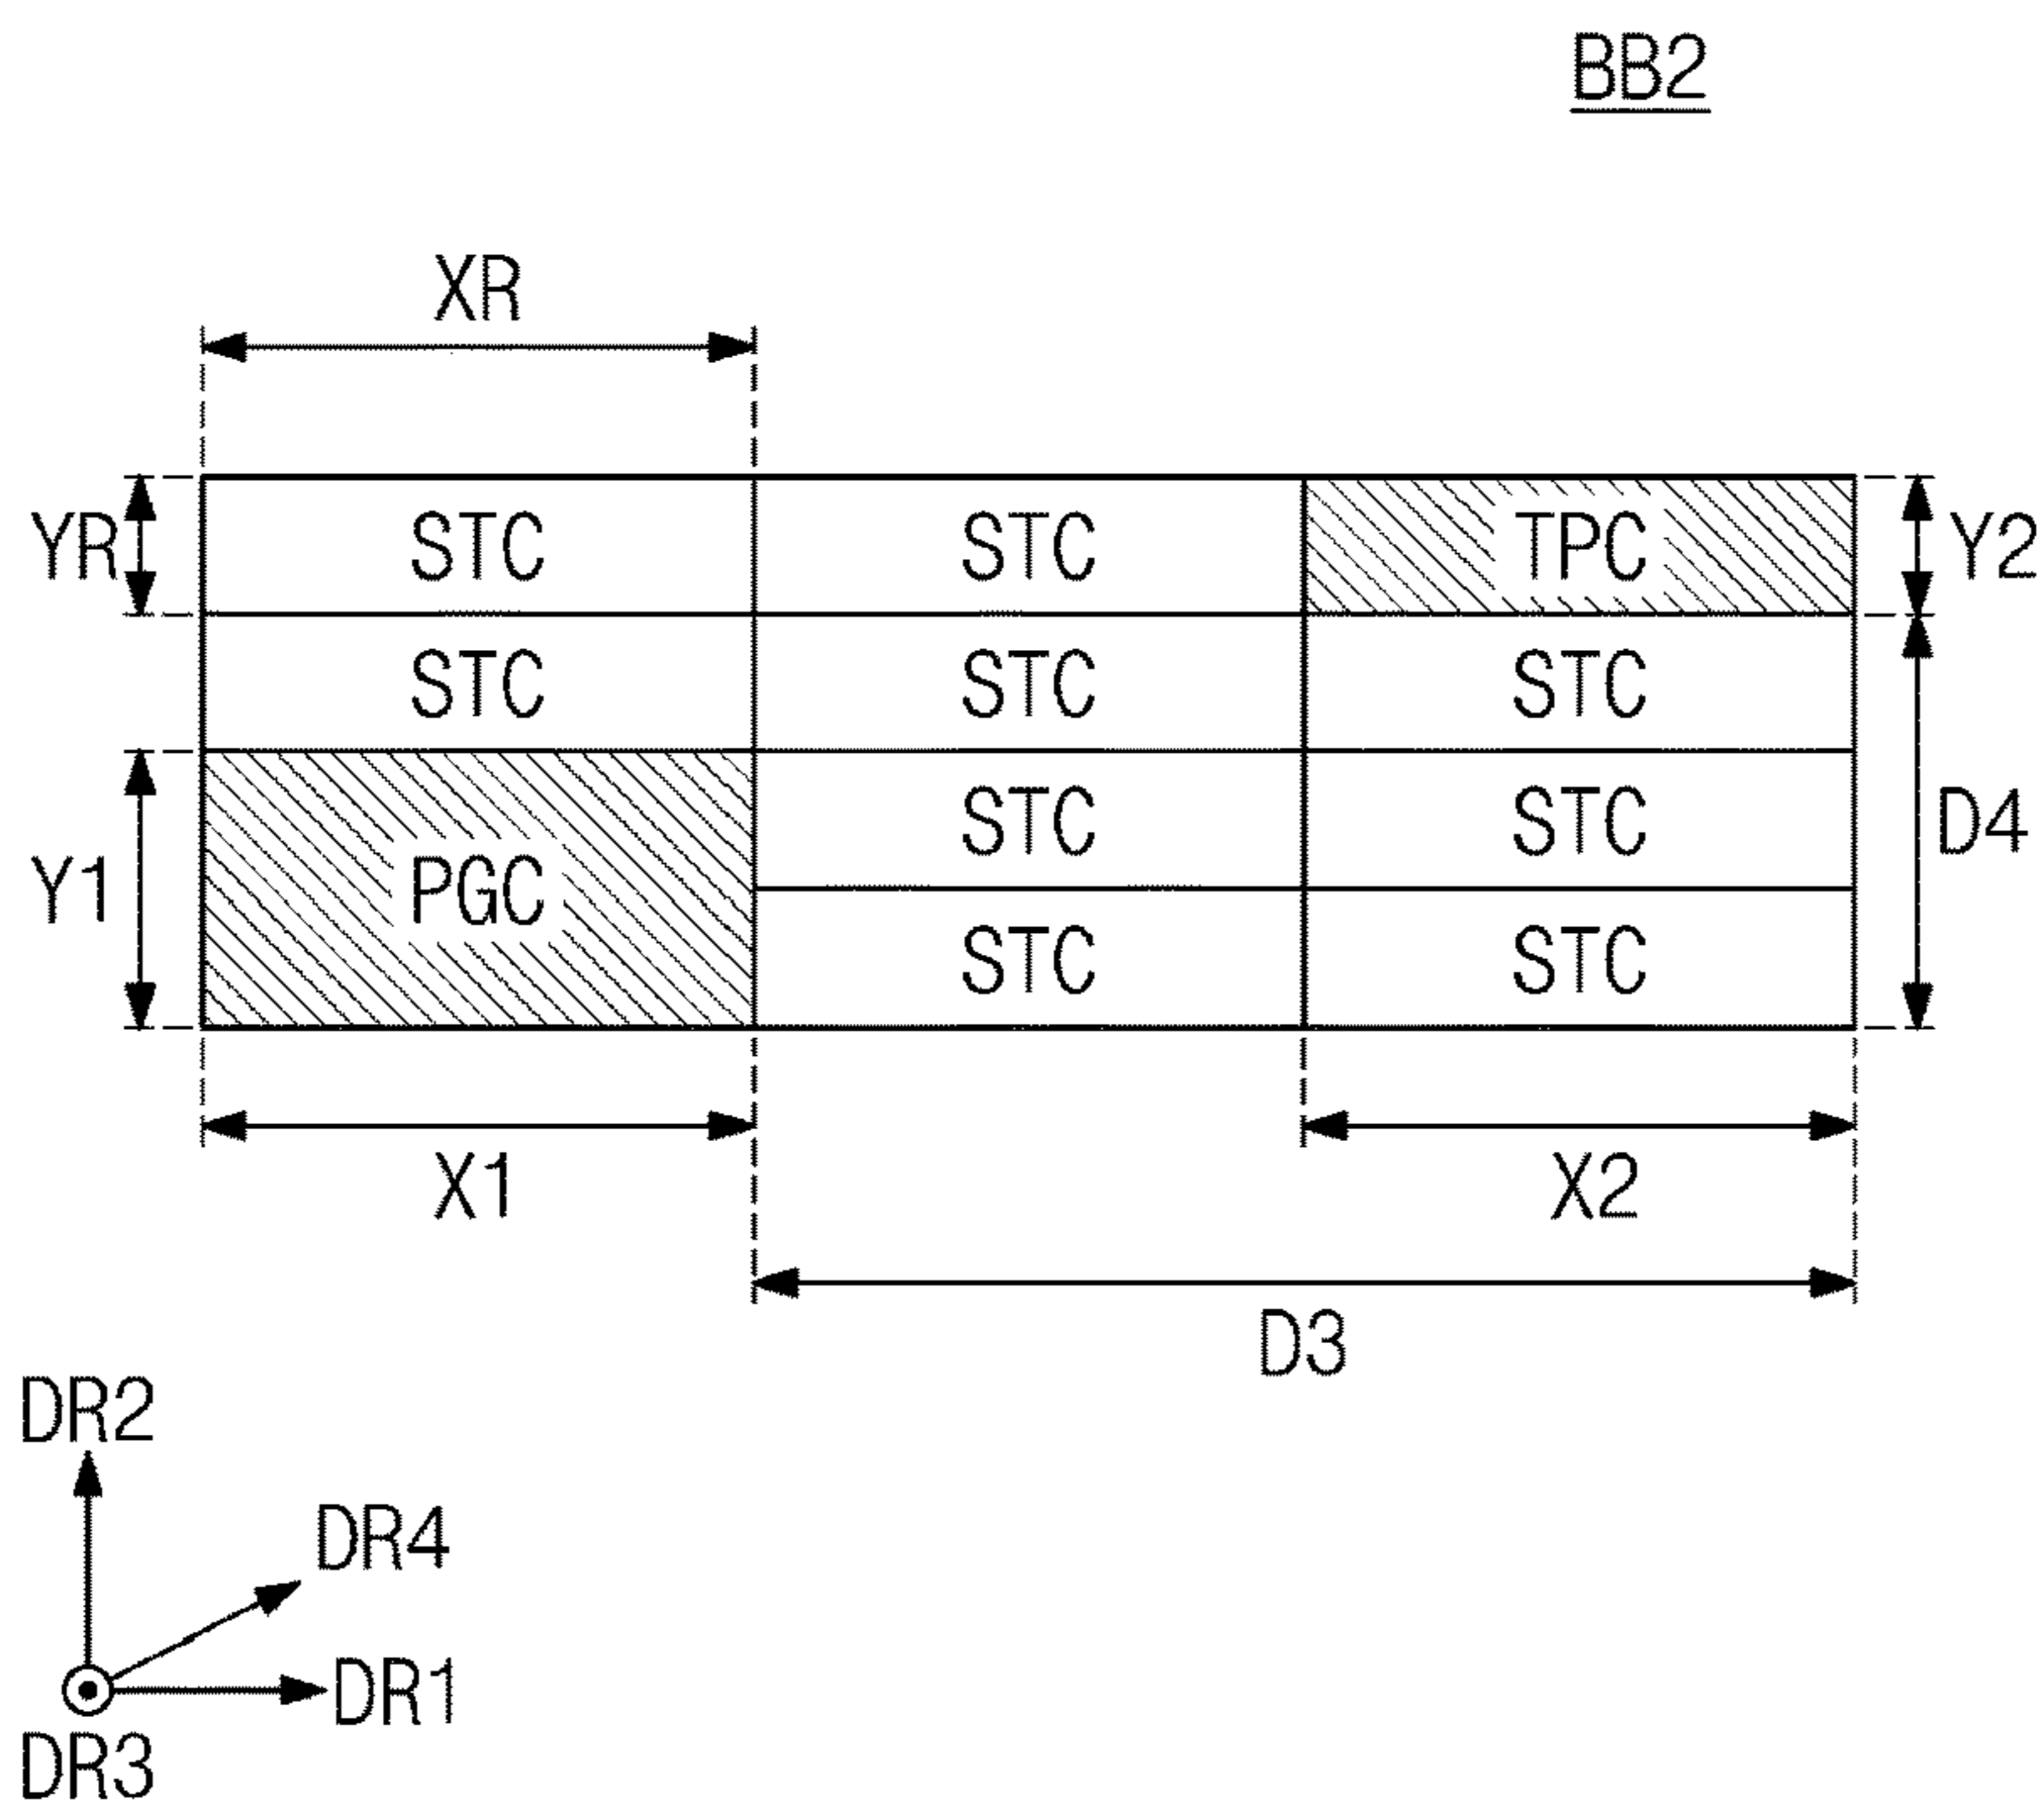 BB2
XR
YR STC STC TPC Y2
STC STC STC
STC STC D4
Y1 PGC
STC STC
X1 X2
D3
DR2
DR4
DR1
DR3